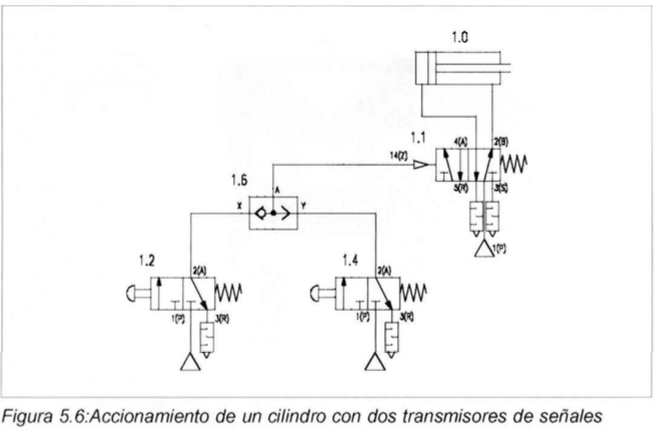 1.0
1.1
4(A) 2(B)
14(Z)
5(R) 3(S)
1(P)
1.6
A
X Y
1.2
2(A)
1(P) 3(R)
1.4
2(A)
1(P) 3(R)
Figura 5.6:Accionamiento de un cilindro con dos transmisores de señales